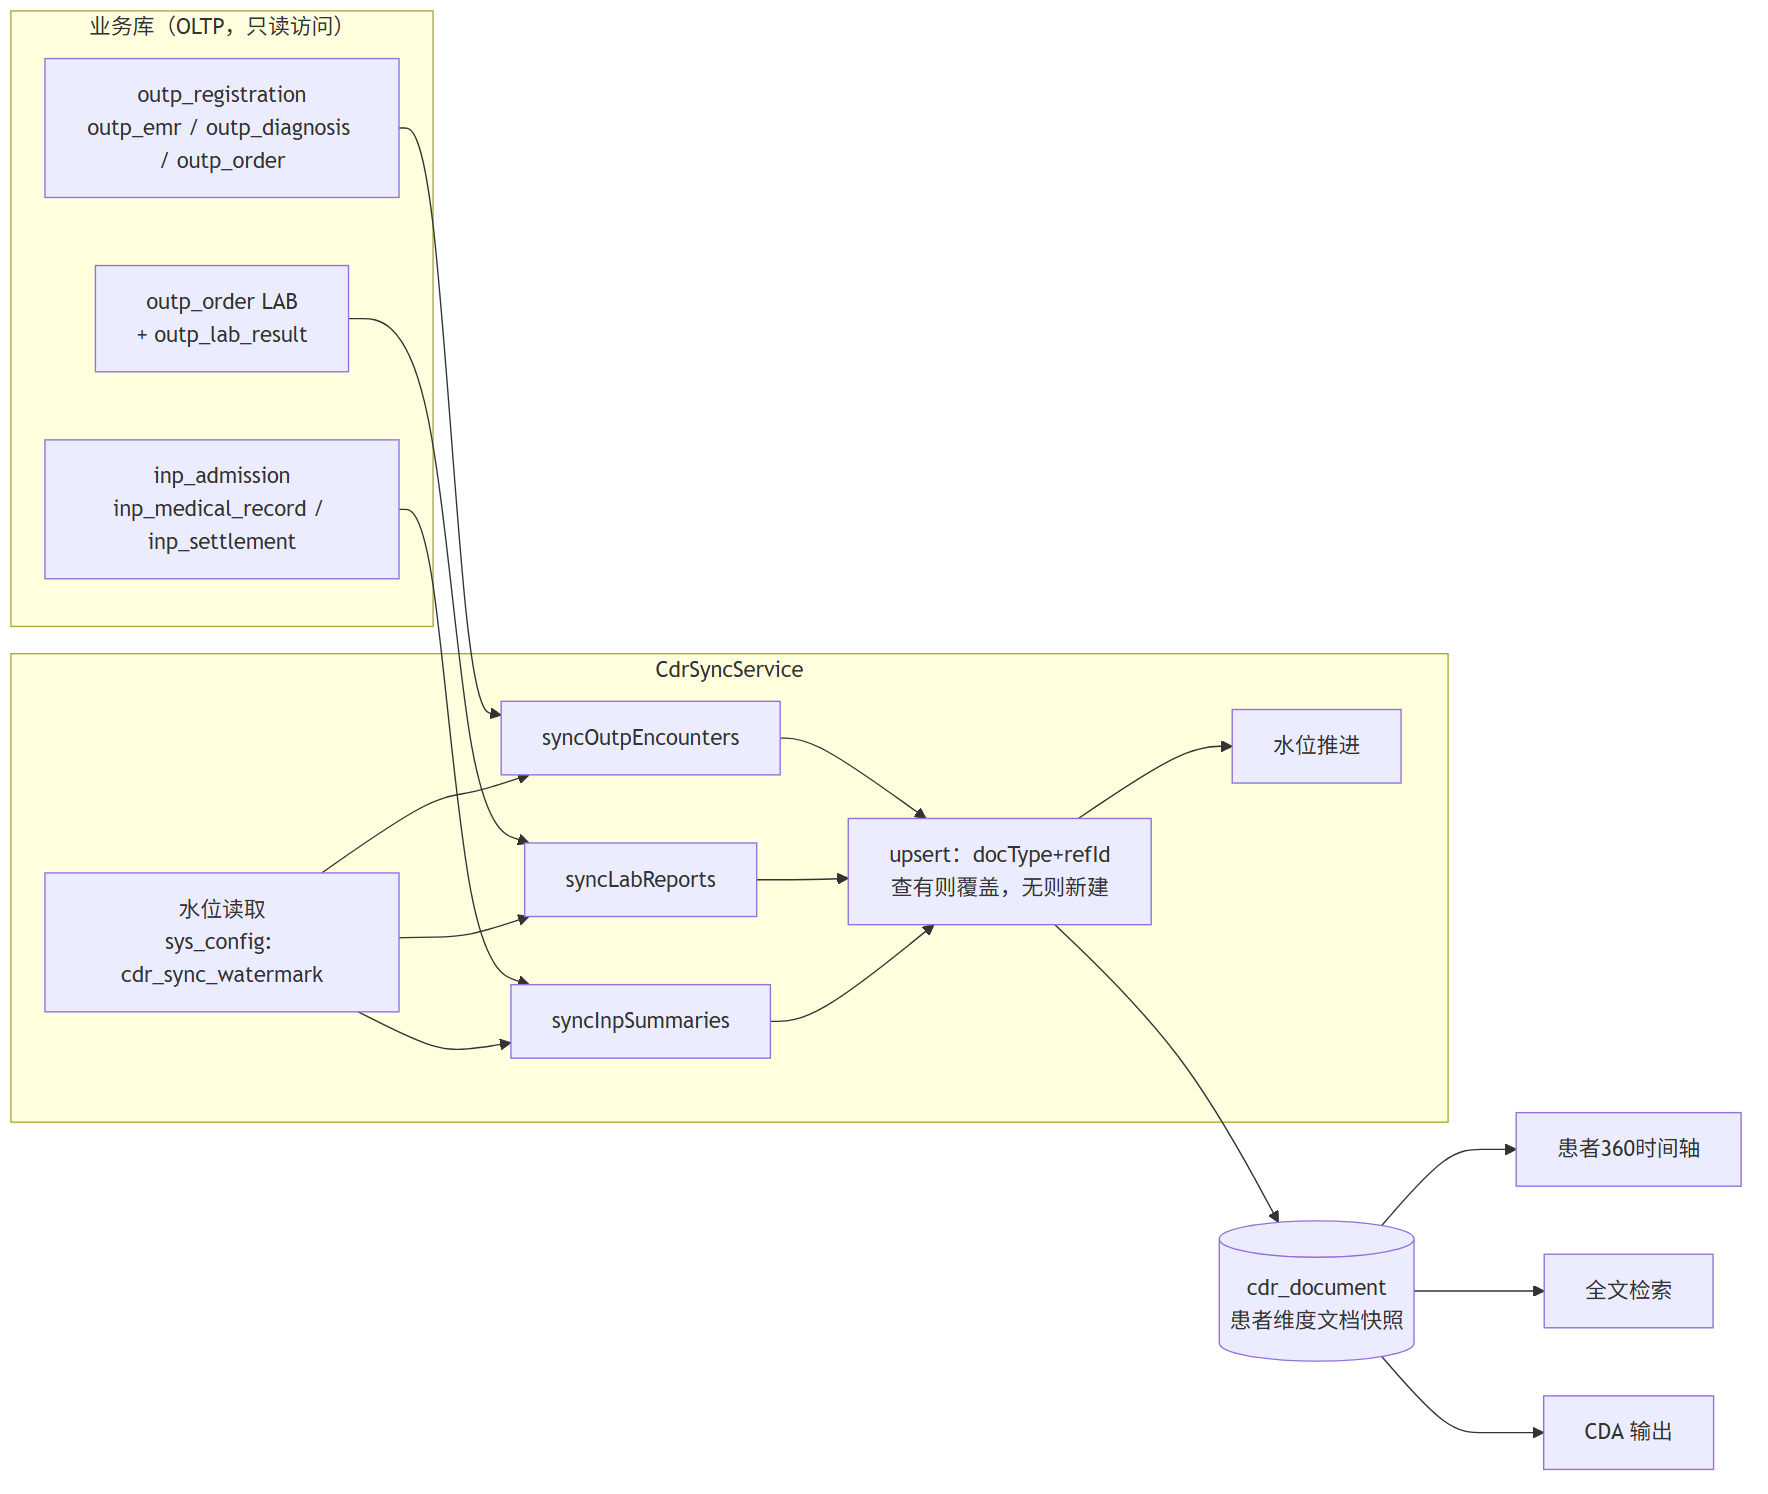 业务库（OLTP，只读访问）
outp_registration
outp_emr / outp_diagnosis
/ outp_order
outp_order LAB
+ outp_lab_result
inp_admission
inp_medical_record /
inp_settlement
CdrSyncService
水位读取
sys_config:
cdr_sync_watermark
syncOutpEncounters
syncLabReports
syncInpSummaries
upsert：docType+refId
查有则覆盖，无则新建
水位推进
cdr_document
患者维度文档快照
患者360时间轴
全文检索
CDA 输出